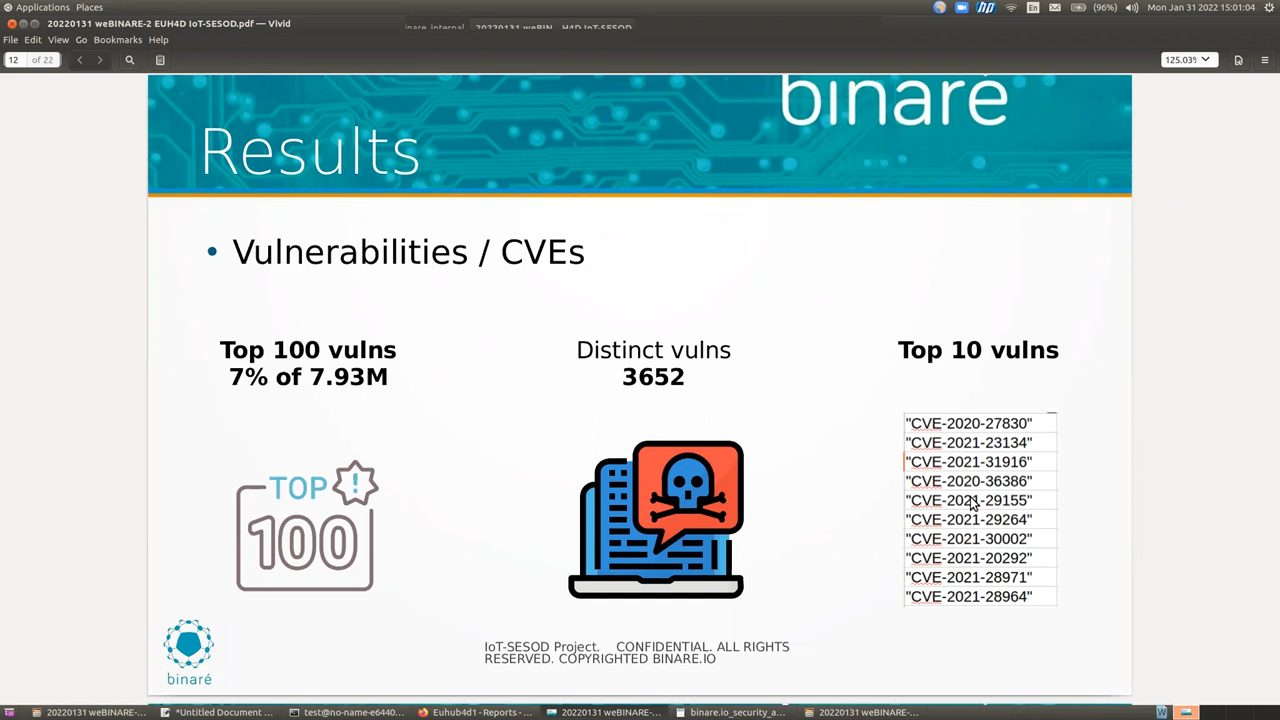 Applications Places
En
(96%)
Mon Jan 31 2022 15:01:04
20220131 weBINARE-2 EUH4D IoT-SESOD.pdf — Vivid
File Edit View Go Bookmarks Help
12 of 22
125.03%
binaré
Results
• Vulnerabilities / CVEs
Top 100 vulns
7% of 7.93M
Distinct vulns
3652
Top 10 vulns
"CVE-2020-27830"
"CVE-2021-23134"
"CVE-2021-31916"
"CVE-2020-36386"
"CVE-2021-29155"
"CVE-2021-29264"
"CVE-2021-30002"
"CVE-2021-20292"
"CVE-2021-28971"
"CVE-2021-28964"
TOP !
100
binaré
IoT-SESOD Project. CONFIDENTIAL. ALL RIGHTS
RESERVED. COPYRIGHTED BINARE.IO
20220131 weBINARE-... *Untitled Document ... test@no-name-e6440... Euhub4d1 - Reports - ... 20220131 weBINARE-... binare.io_security_a... 20220131 weBINARE-...